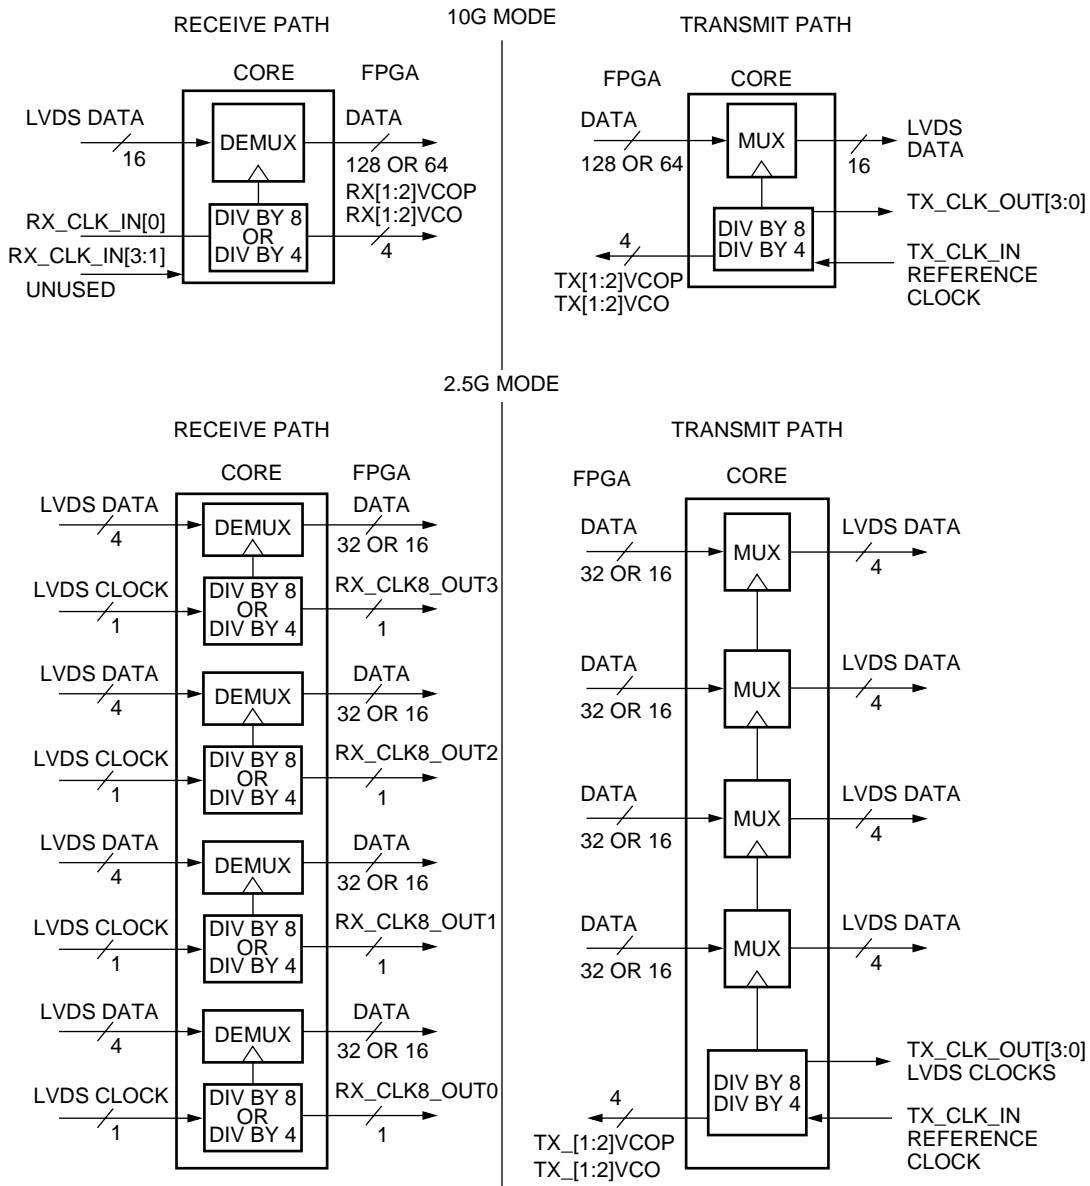 10G MODE
RECEIVE PATH
CORE
FPGA
LVDS DATA
16
DEMUX
DATA
128 OR 64
RX[1:2]VCOP
RX[1:2]VCO
4
RX_CLK_IN[0]
DIV BY 8
OR
DIV BY 4
RX_CLK_IN[3:1]
UNUSED
TRANSMIT PATH
FPGA
CORE
DATA
128 OR 64
MUX
16
LVDS
DATA
DIV BY 8
DIV BY 4
TX_CLK_OUT[3:0]
4
TX[1:2]VCOP
TX[1:2]VCO
TX_CLK_IN
REFERENCE
CLOCK
2.5G MODE
RECEIVE PATH
CORE
FPGA
LVDS DATA
4
DEMUX
DATA
32 OR 16
LVDS CLOCK
1
DIV BY 8
OR
DIV BY 4
RX_CLK8_OUT3
1
LVDS DATA
4
DEMUX
DATA
32 OR 16
LVDS CLOCK
1
DIV BY 8
OR
DIV BY 4
RX_CLK8_OUT2
1
LVDS DATA
4
DEMUX
DATA
32 OR 16
LVDS CLOCK
1
DIV BY 8
OR
DIV BY 4
RX_CLK8_OUT1
1
LVDS DATA
4
DEMUX
DATA
32 OR 16
LVDS CLOCK
1
DIV BY 8
OR
DIV BY 4
RX_CLK8_OUT0
1
TRANSMIT PATH
FPGA
CORE
DATA
32 OR 16
MUX
LVDS DATA
4
DATA
32 OR 16
MUX
LVDS DATA
4
DATA
32 OR 16
MUX
LVDS DATA
4
DATA
32 OR 16
MUX
LVDS DATA
4
DIV BY 8
DIV BY 4
TX_CLK_OUT[3:0]
LVDS CLOCKS
4
TX_[1:2]VCOP
TX_[1:2]VCO
TX_CLK_IN
REFERENCE
CLOCK